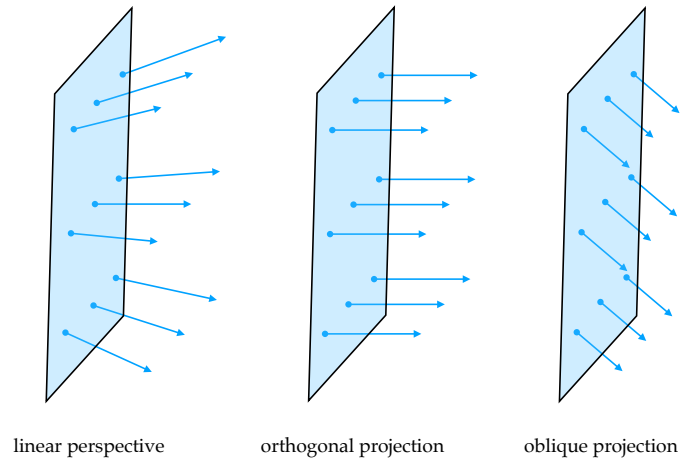 linear perspective
orthogonal projection
oblique projection